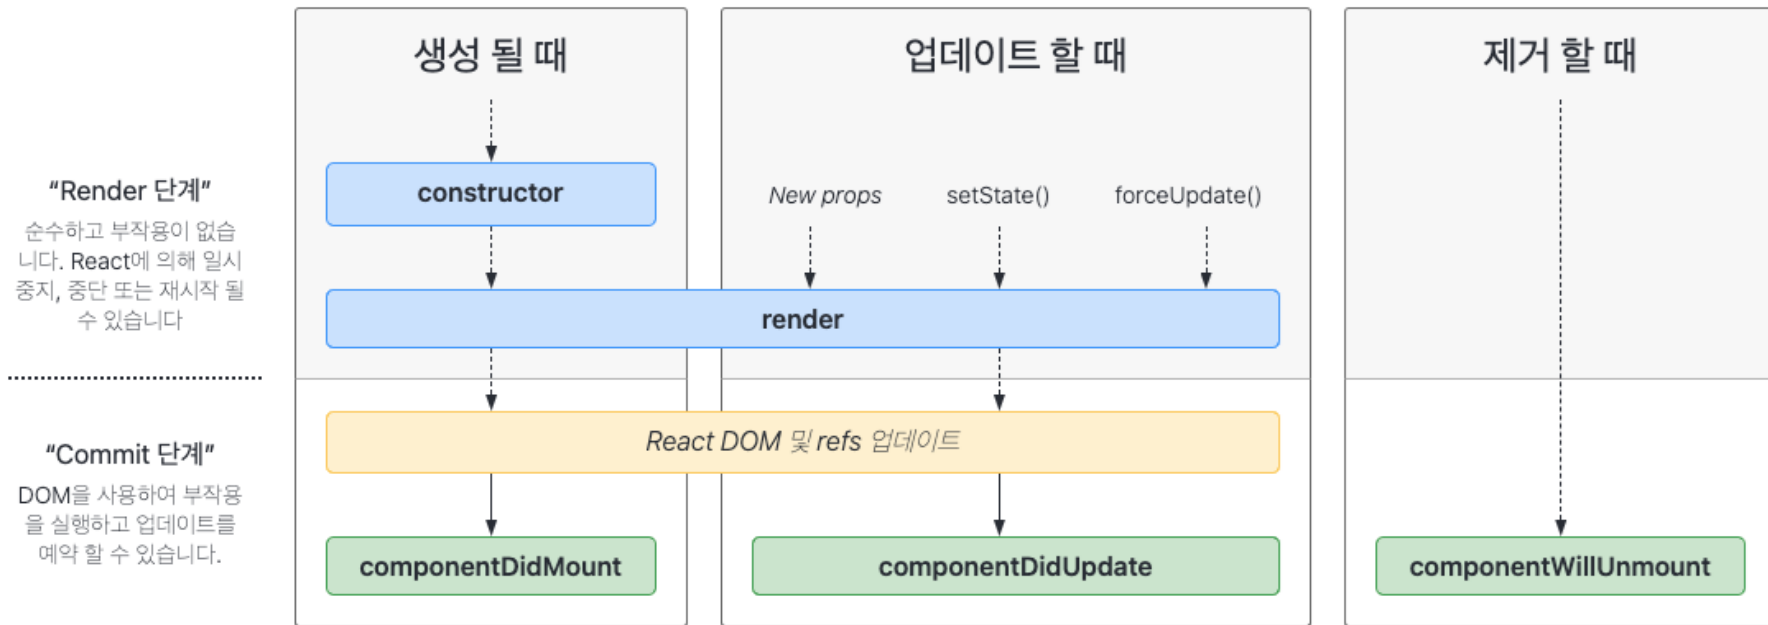 생성 될 때
업데이트 할 때
제거 할 때
“Render 단계”
순수하고 부작용이 없습
니다. React에 의해 일시
중지, 중단 또는 재시작 될
수 있습니다
constructor
New props
setState()
forceUpdate()
render
“Commit 단계”
DOM을 사용하여 부작용
을 실행하고 업데이트를
예약 할 수 있습니다.
React DOM 및 refs 업데이트
componentDidMount
componentDidUpdate
componentWillUnmount